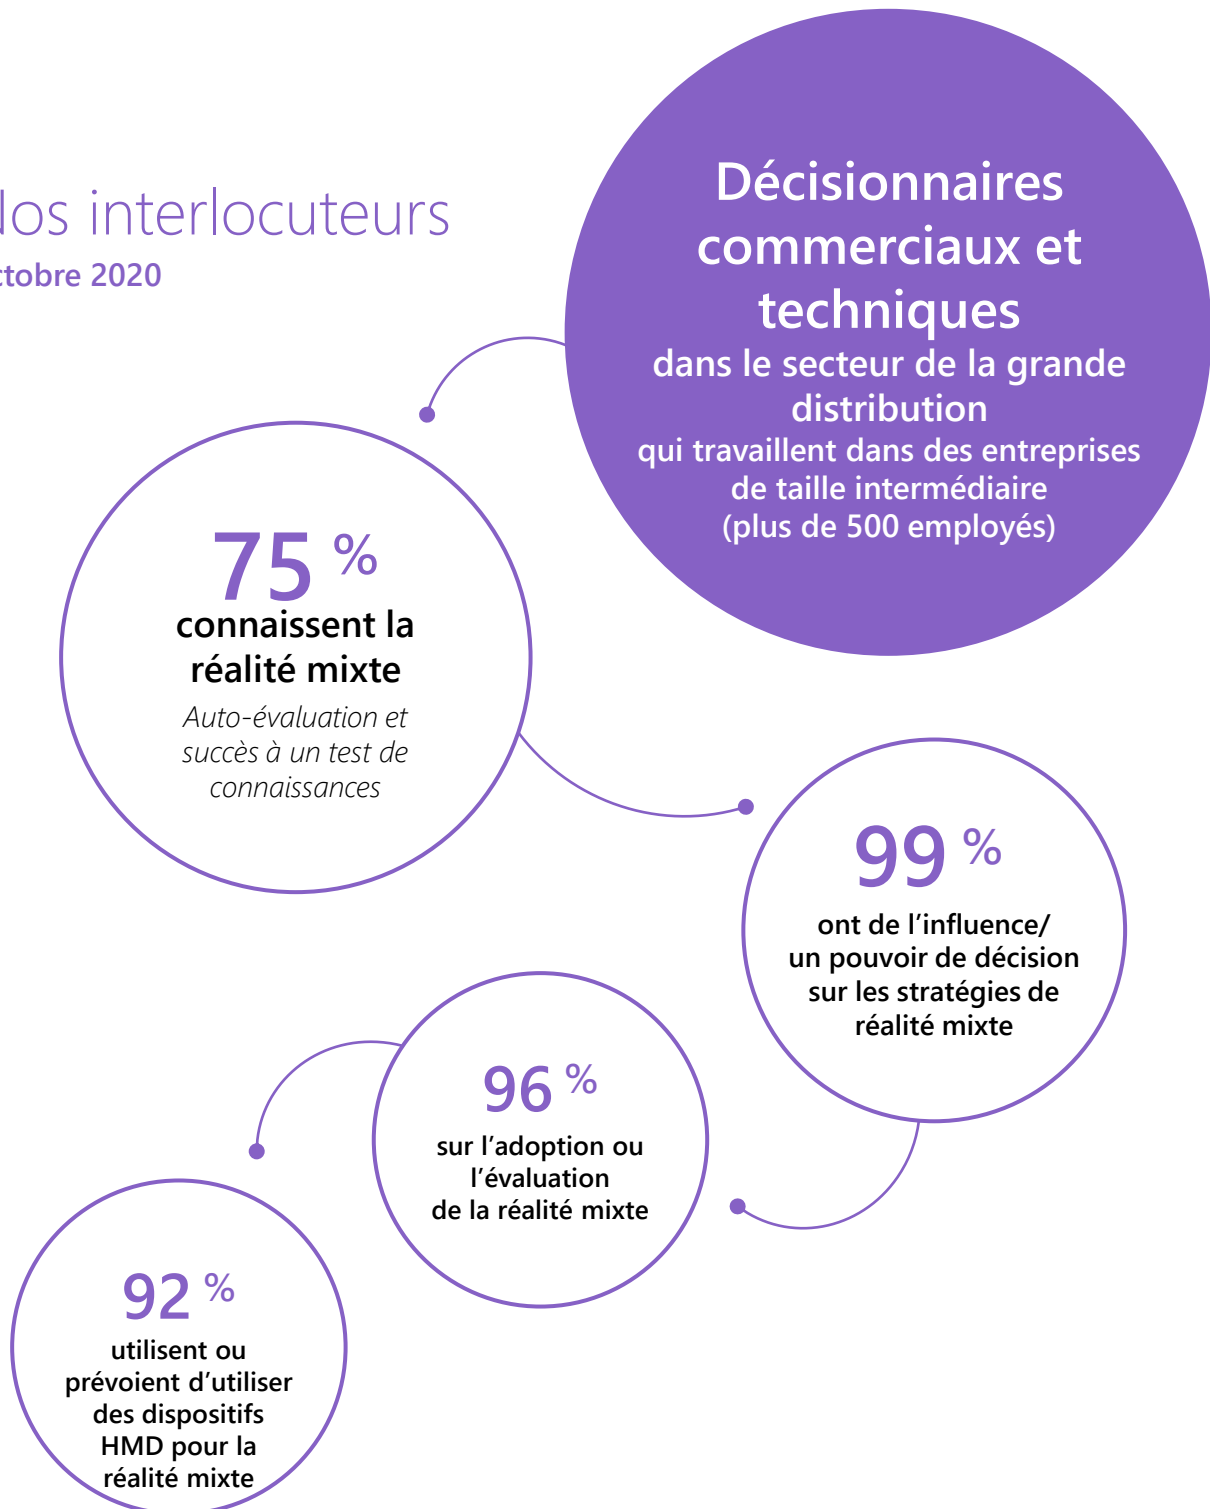 Nos interlocuteurs
octobre 2020
Décisionnaires
commerciaux et
techniques
dans le secteur de la grande
distribution
qui travaillent dans des entreprises
de taille intermédiaire
(plus de 500 employés)
75 %
connaissent la
réalité mixte
Auto-évaluation et
succès à un test de
connaissances
99 %
ont de l’influence/
un pouvoir de décision
sur les stratégies de
réalité mixte
96 %
sur l’adoption ou
l’évaluation
de la réalité mixte
92 %
utilisent ou
prévoient d’utiliser
des dispositifs
HMD pour la
réalité mixte